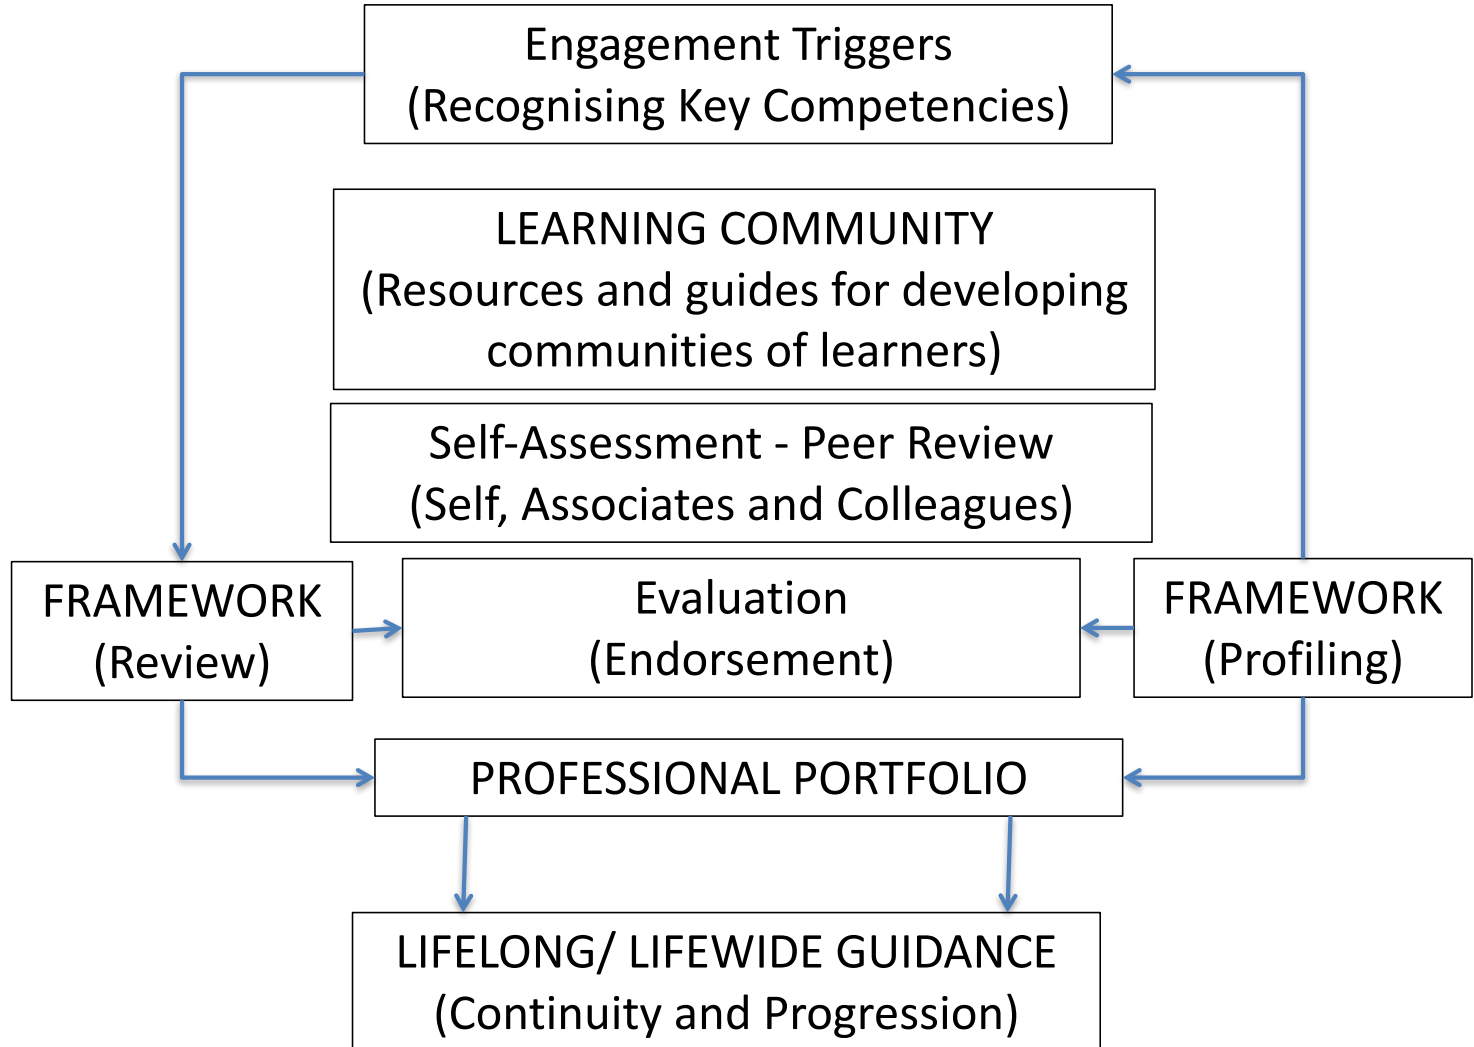 Engagement Triggers
(Recognising Key Competencies)
LEARNING COMMUNITY
(Resources and guides for developing
communities of learners)
Self-Assessment - Peer Review
(Self, Associates and Colleagues)
FRAMEWORK
(Review)
Evaluation
(Endorsement)
FRAMEWORK
(Profiling)
PROFESSIONAL PORTFOLIO
LIFELONG/ LIFEWIDE GUIDANCE
(Continuity and Progression)